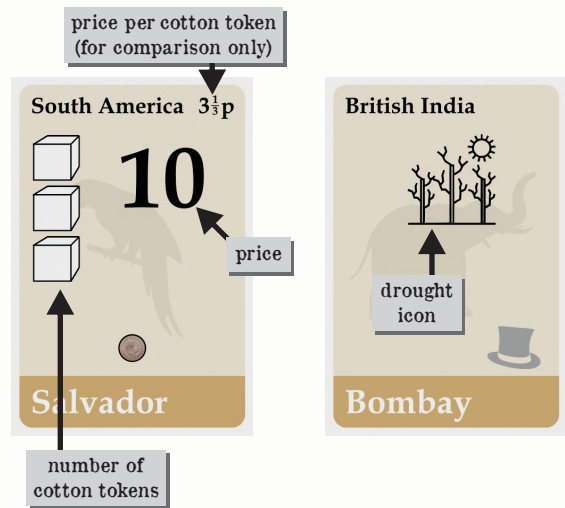 price per cotton token
(for comparison only)
South America 3⅓p
10
price
Salvador
number of
cotton tokens
British India
drought
icon
Bombay